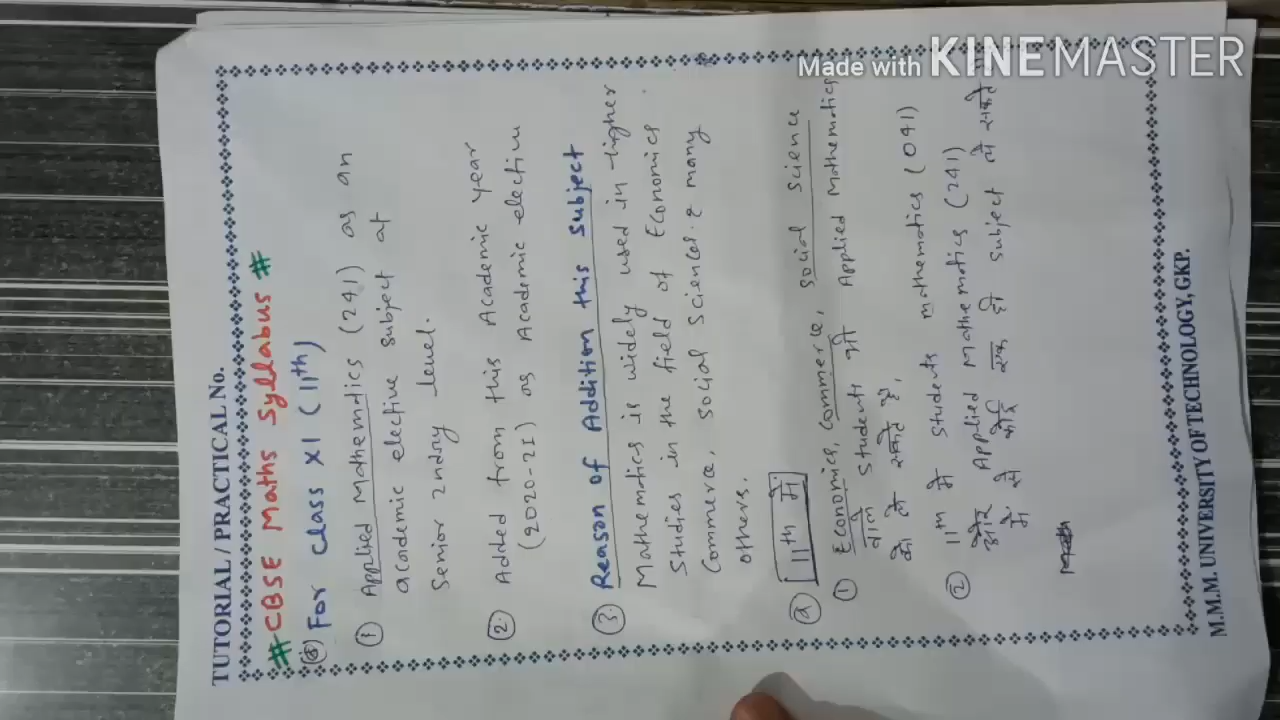 Made with KINEMASTER
TUTORIAL / PRACTICAL No.
# CBSE Maths Syllabus #
For class XI (11th)
① Applied Mathematics (241) as an
academic elective subject at
Senior 2ndry level.
② Added from this Academic year
(2020-21) as Academic elective
③ Reason of Addition this subject
Mathematics is widely used in higher
Studies in the field of Economics
Commerce, Social Sciences & many
others.
11th में
① Economics, commerce, social science
वाले students भी Applied Mathematics
को ले सकते हैं,
② 11th में students mathematics (041)
और Applied mathematics (241)
में से कोई एक ही subject ले सकते
M.M.M. UNIVERSITY OF TECHNOLOGY, GKP.